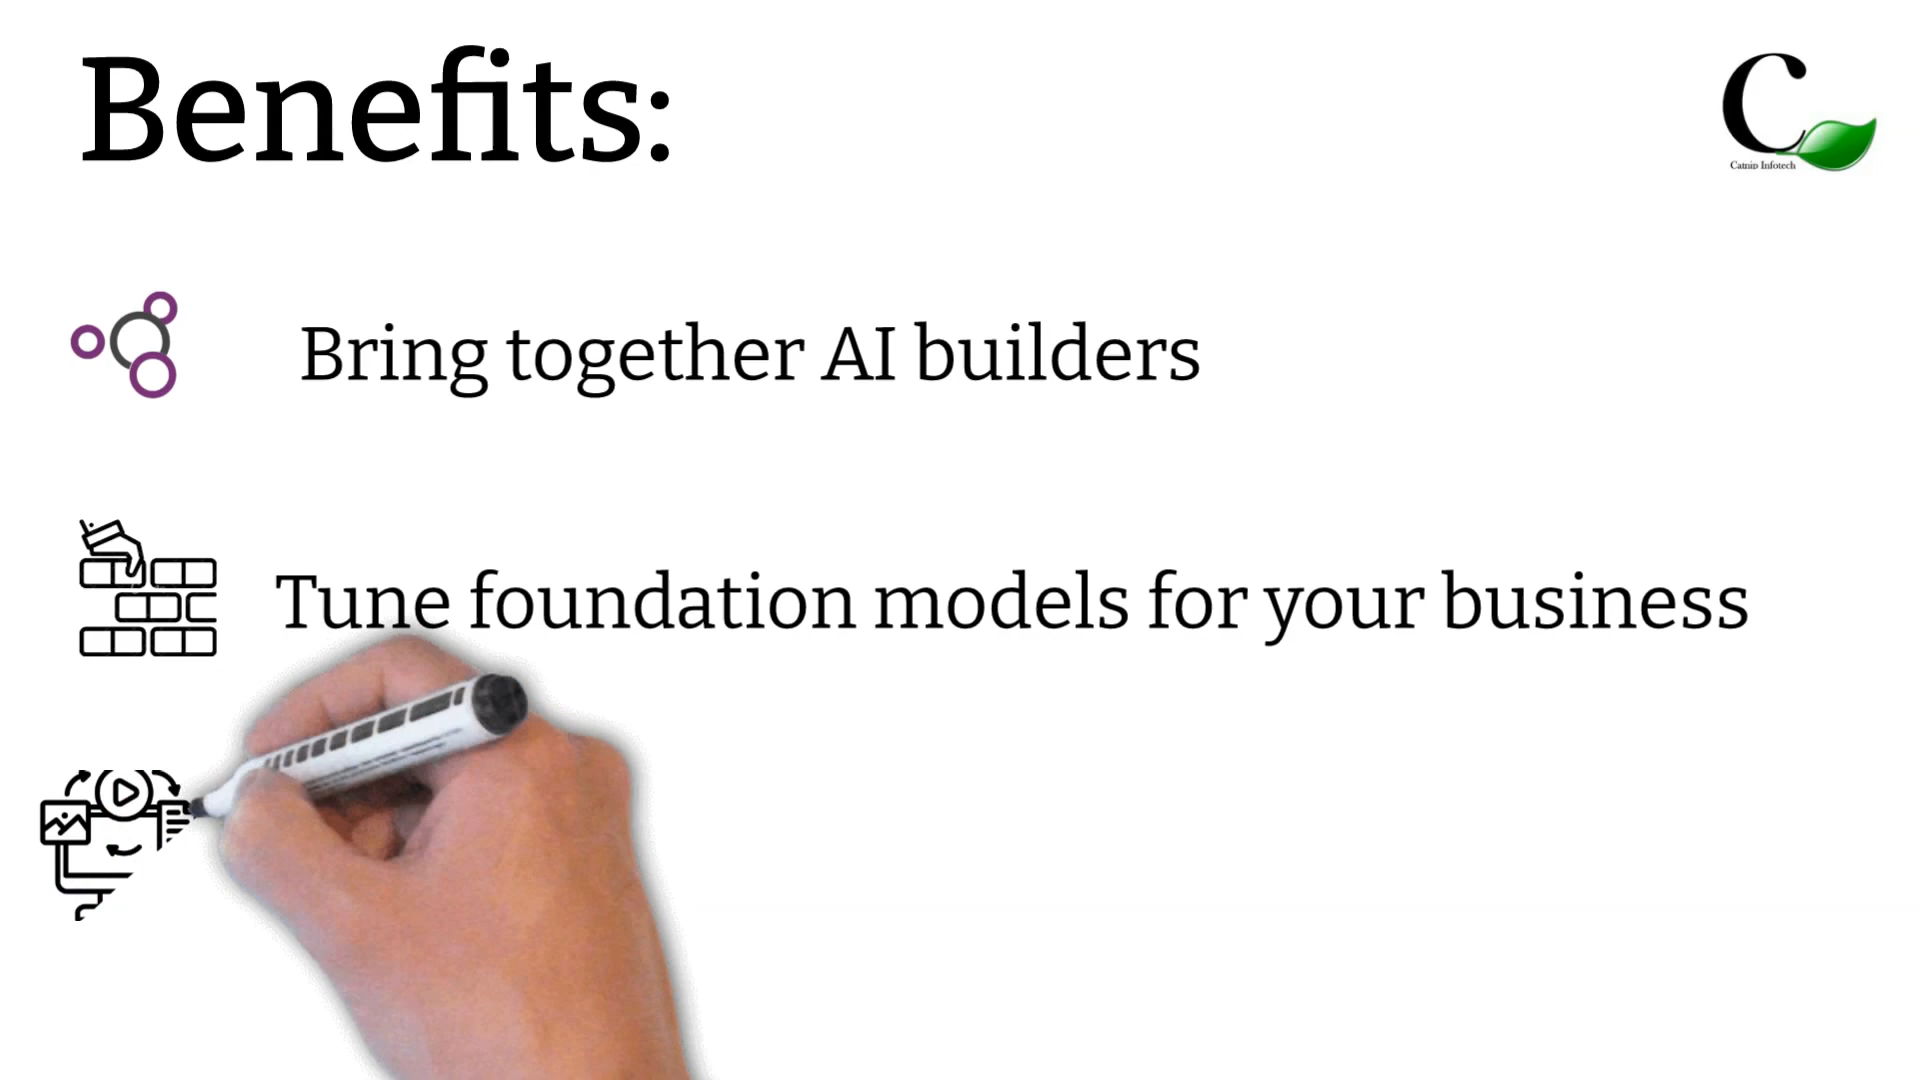 Benefits:
Catnip Infotech
Bring together AI builders
Tune foundation models for your business